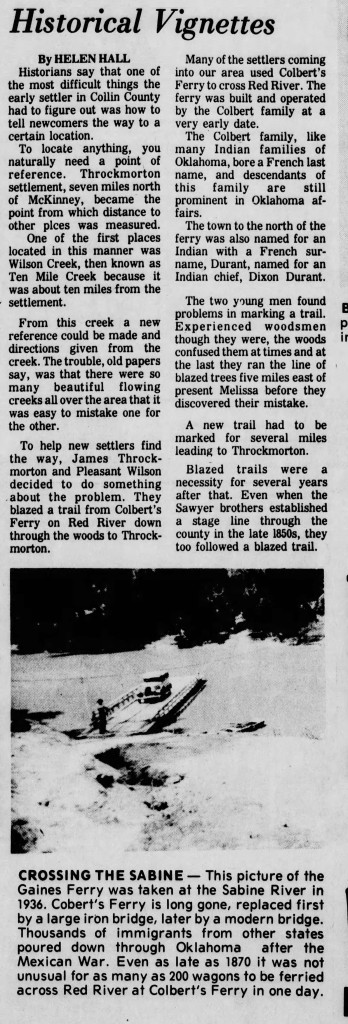 Historical Vignettes
By HELEN HALL
Historians say that one of
the most difficult things the
early settler in Collin County
had to figure out was how to
tell newcomers the way to a
certain location.
To locate anything, you
naturally need a point of
reference. Throckmorton
settlement, seven miles north
of McKinney, became the
point from which distance to
other plces was measured.
One of the first places
located in this manner was
Wilson Creek, then known as
Ten Mile Creek because it
was about ten miles from the
settlement.
From this creek a new
reference could be made and
directions given from the
creek. The trouble, old papers
say, was that there were so
many beautiful flowing
creeks all over the area that it
was easy to mistake one for
the other.
To help new settlers find
the way, James Throck-
morton and Pleasant Wilson
decided to do something
about the problem. They
blazed a trail from Colbert's
Ferry on Red River down
through the woods to Throck-
morton.
Many of the settlers coming
into our area used Colbert's
Ferry to cross Red River. The
ferry was built and operated
by the Colbert family at a
very early date.
The Colbert family, like
many Indian families of
Oklahoma, bore a French last
name, and descendants of
this family are still
prominent in Oklahoma af-
fairs.
The town to the north of the
ferry was also named for an
Indian with a French sur-
name, Durant, named for an
Indian chief, Dixon Durant.
The two young men found
problems in marking a trail.
Experienced woodsmen
though they were, the woods
confused them at times and at
the last they ran the line of
blazed trees five miles east of
present Melissa before they
discovered their mistake.
A new trail had to be
marked for several miles
leading to Throckmorton.
Blazed trails were a
necessity for several years
after that. Even when the
Sawyer brothers established
a stage line through the
county in the late 1850s, they
too followed a blazed trail.
CROSSING THE SABINE — This picture of the
Gaines Ferry was taken at the Sabine River in
1936. Cobert's Ferry is long gone, replaced first
by a large iron bridge, later by a modern bridge.
Thousands of immigrants from other states
poured down through Oklahoma after the
Mexican War. Even as late as 1870 it was not
unusual for as many as 200 wagons to be ferried
across Red River at Colbert's Ferry in one day.